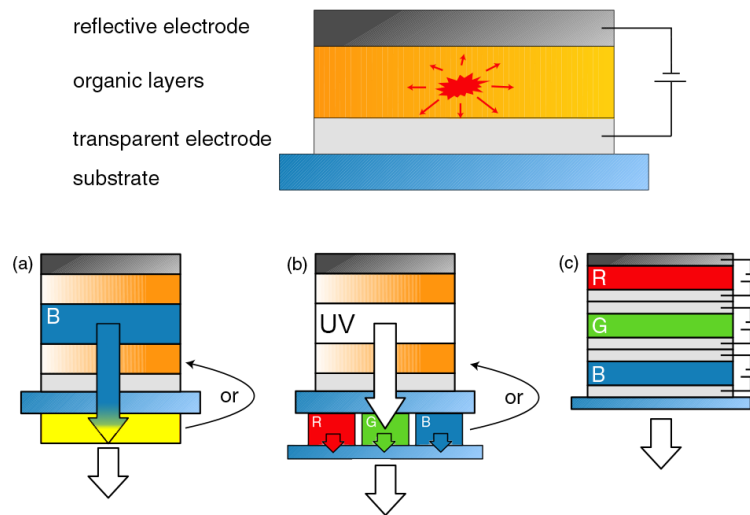 reflective electrode
organic layers
transparent electrode
substrate
(a)
B
or
(b)
UV
R
G
B
or
(c)
R
G
B